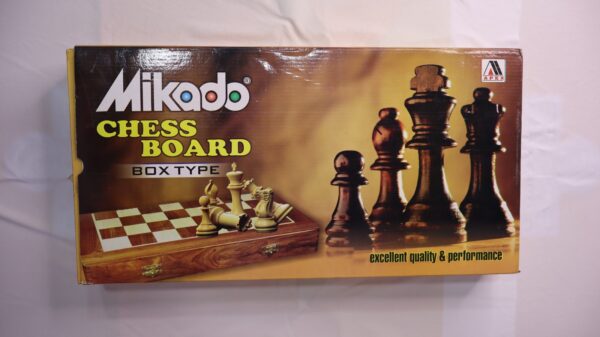 Mikado®
CHESS
BOARD
BOX TYPE
APEX
excellent quality & performance